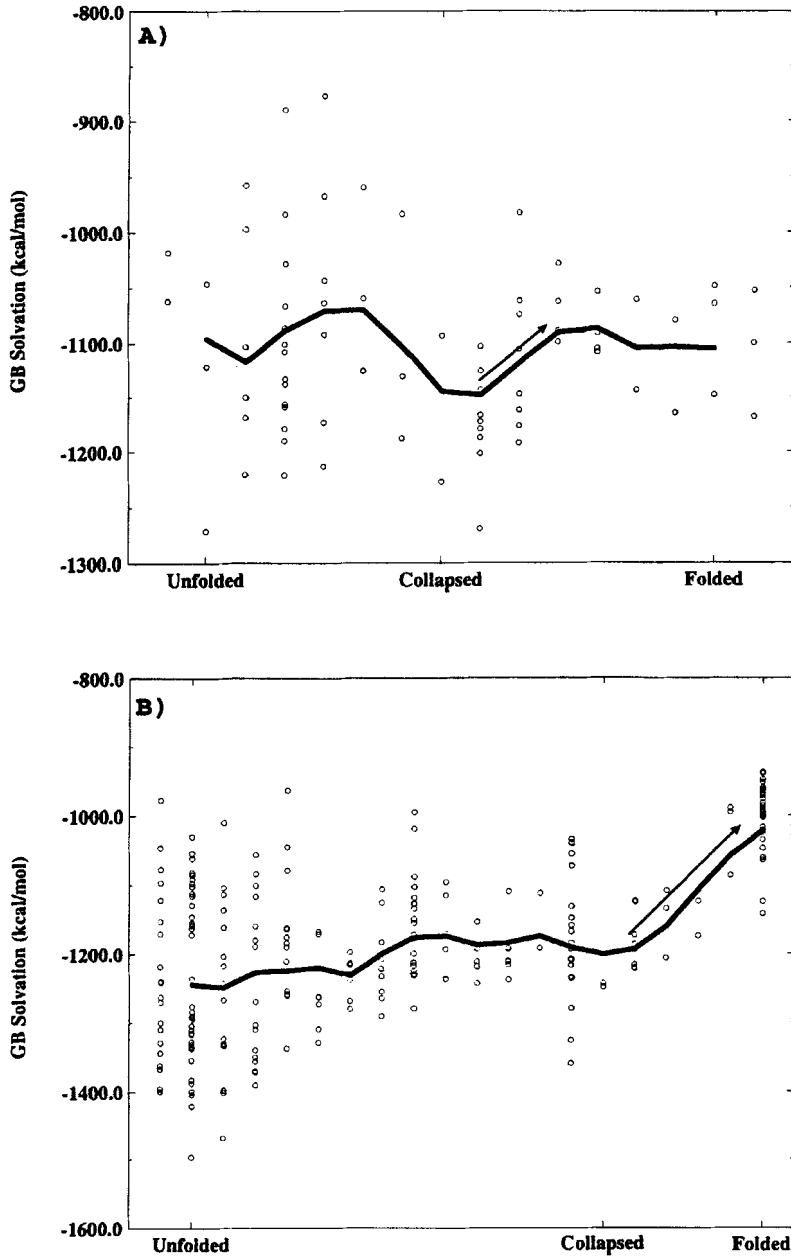 A)
-800.0
-900.0
-1000.0
-1100.0
-1200.0
-1300.0
GB Solvation (kcal/mol)
Unfolded Collapsed Folded
B)
-800.0
-1000.0
-1200.0
-1400.0
-1600.0
GB Solvation (kcal/mol)
Unfolded Collapsed Folded